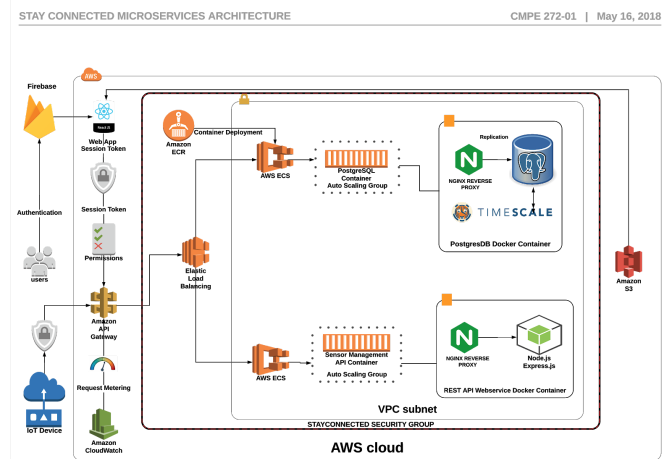 STAY CONNECTED MICROSERVICES ARCHITECTURE
CMPE 272-01 | May 16, 2018
AWS
Firebase
React JS
Web App
Session Token
Amazon
ECR
Container Deployment
AWS ECS
PostgreSQL
Container
Auto Scaling Group
Replication
NGINX REVERSE
PROXY
TIMESCALE
PostgresDB Docker Container
Authentication
Session Token
users
Permissions
Elastic
Load
Balancing
Amazon
S3
Amazon
API
Gateway
AWS ECS
Sensor Management
API Container
Auto Scaling Group
NGINX REVERSE
PROXY
Node.js
Express.js
REST API Webservice Docker Container
Request Metering
IoT Device
Amazon
CloudWatch
VPC subnet
STAYCONNECTED SECURITY GROUP
AWS cloud